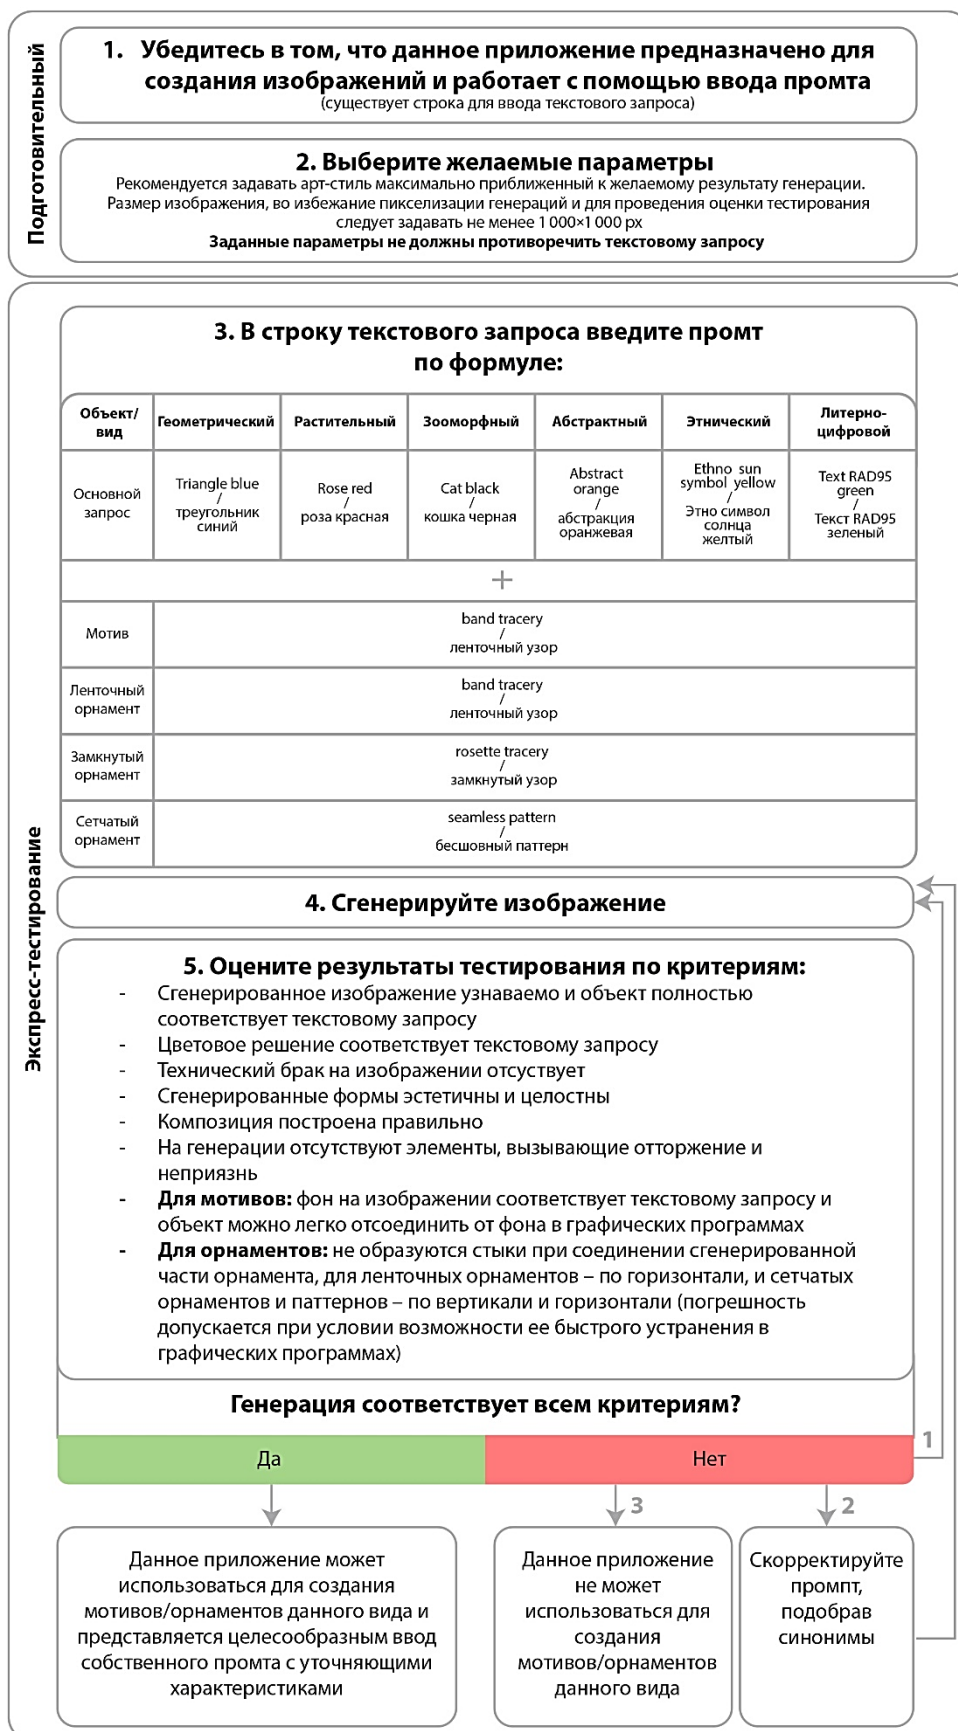 Подготовительный
1. Убедитесь в том, что данное приложение предназначено для
создания изображений и работает с помощью ввода промта
(существует строка для ввода текстового запроса)
2. Выберите желаемые параметры
Рекомендуется задавать арт-стиль максимально приближенный к желаемому результату генерации.
Размер изображения, во избежание пикселизации генераций и для проведения оценки тестирования
следует задавать не менее 1 000×1 000 px
Заданные параметры не должны противоречить текстовому запросу
Экспресс-тестирование
3. В строку текстового запроса введите промт
по формуле:
Объект/
вид
Геометрический
Растительный
Зооморфный
Абстрактный
Этнический
Литерно-
цифровой
Основной
запрос
Triangle blue
/
треугольник
синий
Rose red
/
роза красная
Cat black
/
кошка черная
Abstract
orange
/
абстракция
оранжевая
Ethno sun
symbol yellow
/
Этно символ
солнца
желтый
Text RAD95
green
/
Текст RAD95
зеленый
+
Мотив
band tracery
/
ленточный узор
Ленточный
орнамент
band tracery
/
ленточный узор
Замкнутый
орнамент
rosette tracery
/
замкнутый узор
Сетчатый
орнамент
seamless pattern
/
бесшовный паттерн
4. Сгенерируйте изображение
5. Оцените результаты тестирования по критериям:
- Сгенерированное изображение узнаваемо и объект полностью
соответствует текстовому запросу
- Цветовое решение соответствует текстовому запросу
- Технический брак на изображении отсуствует
- Сгенерированные формы эстетичны и целостны
- Композиция построена правильно
- На генерации отсутствуют элементы, вызывающие отторжение и
неприязнь
- Для мотивов: фон на изображении соответствует текстовому запросу и
объект можно легко отсоединить от фона в графических программах
- Для орнаментов: не образуются стыки при соединении сгенерированной
части орнамента, для ленточных орнаментов – по горизонтали, и сетчатых
орнаментов и паттернов – по вертикали и горизонтали (погрешность
допускается при условии возможности ее быстрого устранения в
графических программах)
Генерация соответствует всем критериям?
Да
Нет
1
3
2
Данное приложение может
использоваться для создания
мотивов/орнаментов данного вида и
представляется целесообразным ввод
собственного промта с уточняющими
характеристиками
Данное приложение
не может
использоваться для
создания
мотивов/орнаментов
данного вида
Скорректируйте
промпт,
подобрав
синонимы